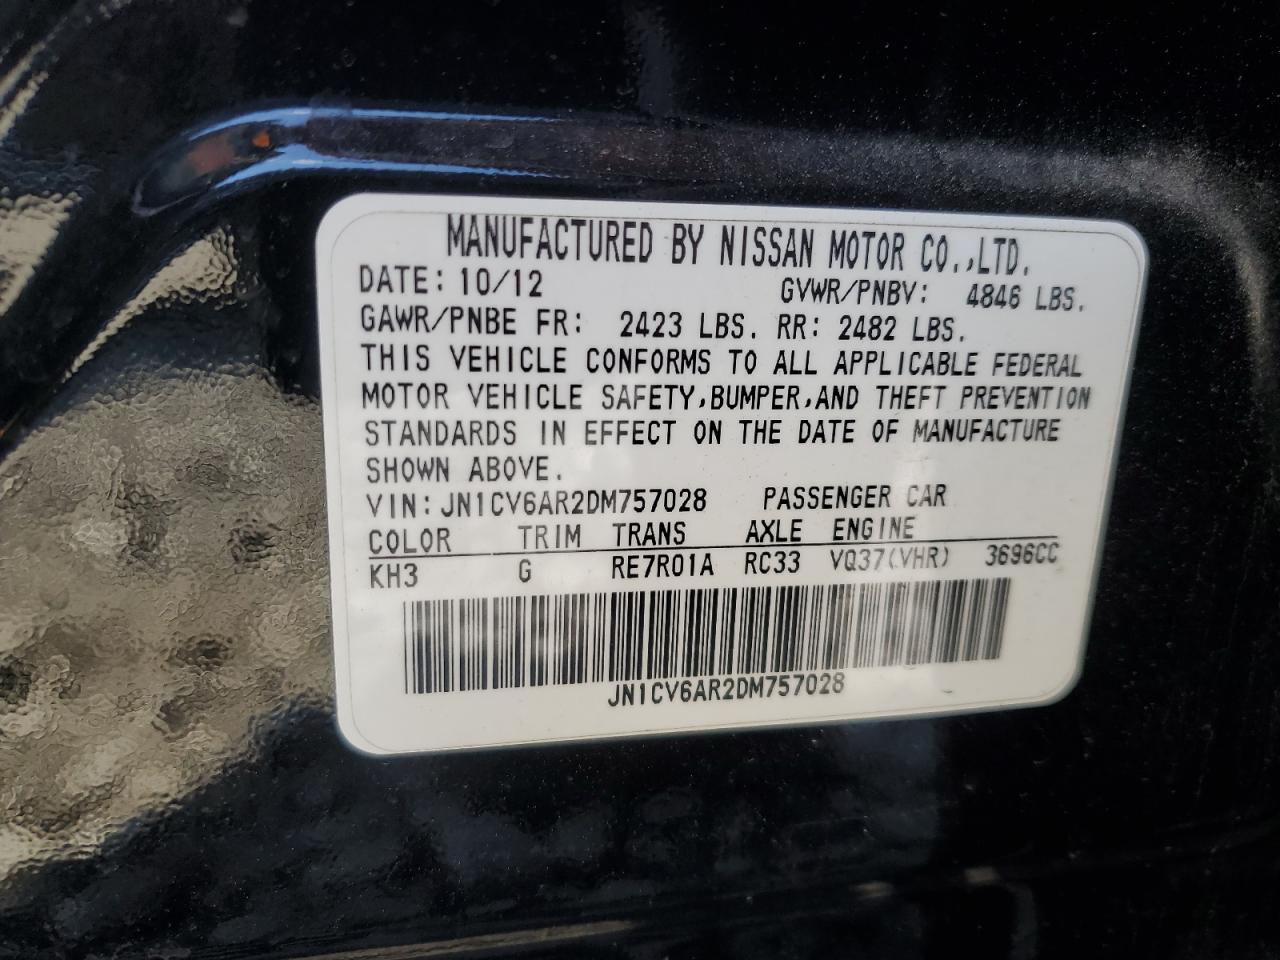 MANUFACTURED BY NISSAN MOTOR CO.,LTD.
DATE: 10/12 GVWR/PNBV: 4846 LBS.
GAWR/PNBE FR: 2423 LBS. RR: 2482 LBS.
THIS VEHICLE CONFORMS TO ALL APPLICABLE FEDERAL
MOTOR VEHICLE SAFETY,BUMPER,AND THEFT PREVENTION
STANDARDS IN EFFECT ON THE DATE OF MANUFACTURE
SHOWN ABOVE.
VIN:JN1CV6AR2DM757028 PASSENGER CAR
COLOR TRIM TRANS AXLE ENGINE
KH3 G RE7R01A RC33 VQ37(VHR) 3696CC
JN1CV6AR2DM757028